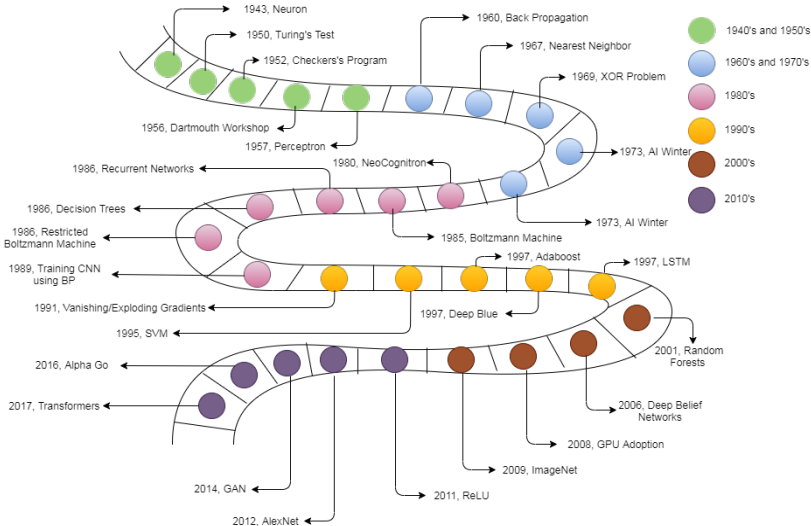 1943, Neuron
1950, Turing's Test
1952, Checkers's Program
1956, Dartmouth Workshop
1957, Perceptron
1960, Back Propagation
1967, Nearest Neighbor
1969, XOR Problem
1973, AI Winter
1973, AI Winter
1980, NeoCognitron
1985, Boltzmann Machine
1986, Recurrent Networks
1986, Decision Trees
1986, Restricted
Boltzmann Machine
1989, Training CNN
using BP
1991, Vanishing/Exploding Gradients
1995, SVM
1997, Adaboost
1997, Deep Blue
1997, LSTM
2001, Random
Forests
2006, Deep Belief
Networks
2008, GPU Adoption
2009, ImageNet
2011, ReLU
2012, AlexNet
2014, GAN
2016, Alpha Go
2017, Transformers
1940's and 1950's
1960's and 1970's
1980's
1990's
2000's
2010's